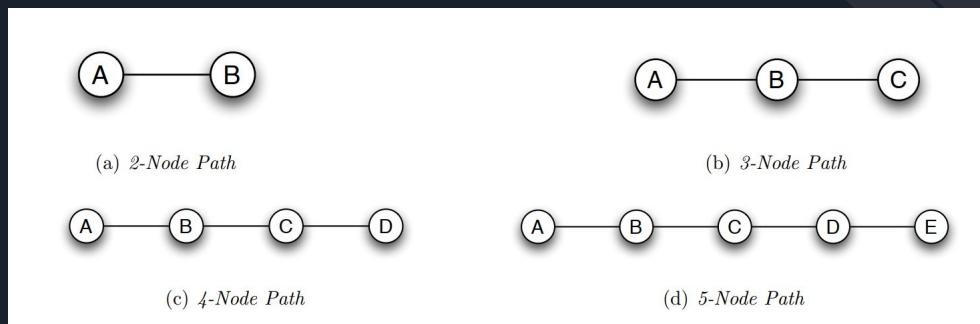 A B
A B C
(a) 2-Node Path
(b) 3-Node Path
A B C D
A B C D E
(c) 4-Node Path
(d) 5-Node Path